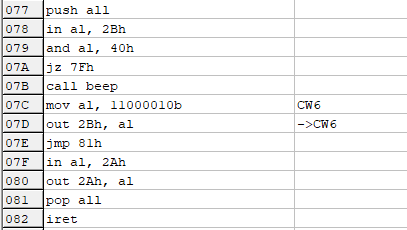 077 push all
078 in al, 2Bh
079 and al, 40h
07A jz 7Fh
07B call beep
07C mov al, 11000010b CW6
07D out 2Bh, al ->CW6
07E jmp 81h
07F in al, 2Ah
080 out 2Ah, al
081 pop all
082 iret